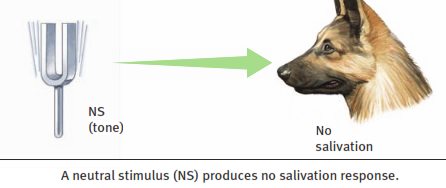 NS
(tone)
No
salivation
A neutral stimulus (NS) produces no salivation response.